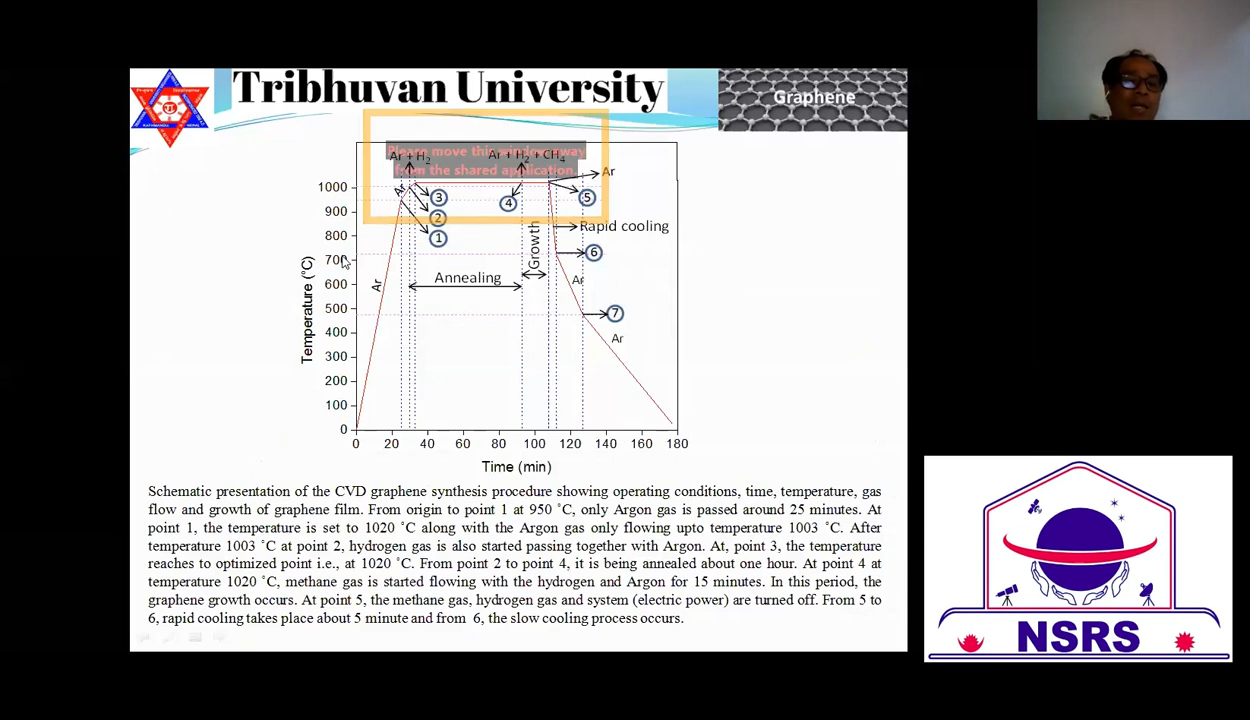 Tribhuvan University
Graphene
Please move this window away
from the shared application.
Ar + H₂
Ar + H₂ + CH₄
Ar
Ar
1000
900
800
700
600
500
400
300
200
100
0
3
2
1
4
5
Rapid cooling
6
Growth
Annealing
Ar
Ar
7
Ar
Temperature (°C)
0 20 40 60 80 100 120 140 160 180
Time (min)
Schematic presentation of the CVD graphene synthesis procedure showing operating conditions, time, temperature, gas
flow and growth of graphene film. From origin to point 1 at 950 ˚C, only Argon gas is passed around 25 minutes. At
point 1, the temperature is set to 1020 ˚C along with the Argon gas only flowing upto temperature 1003 ˚C. After
temperature 1003 ˚C at point 2, hydrogen gas is also started passing together with Argon. At, point 3, the temperature
reaches to optimized point i.e., at 1020 ˚C. From point 2 to point 4, it is being annealed about one hour. At point 4 at
temperature 1020 ˚C, methane gas is started flowing with the hydrogen and Argon for 15 minutes. In this period, the
graphene growth occurs. At point 5, the methane gas, hydrogen gas and system (electric power) are turned off. From 5 to
6, rapid cooling takes place about 5 minute and from 6, the slow cooling process occurs.
NSRS